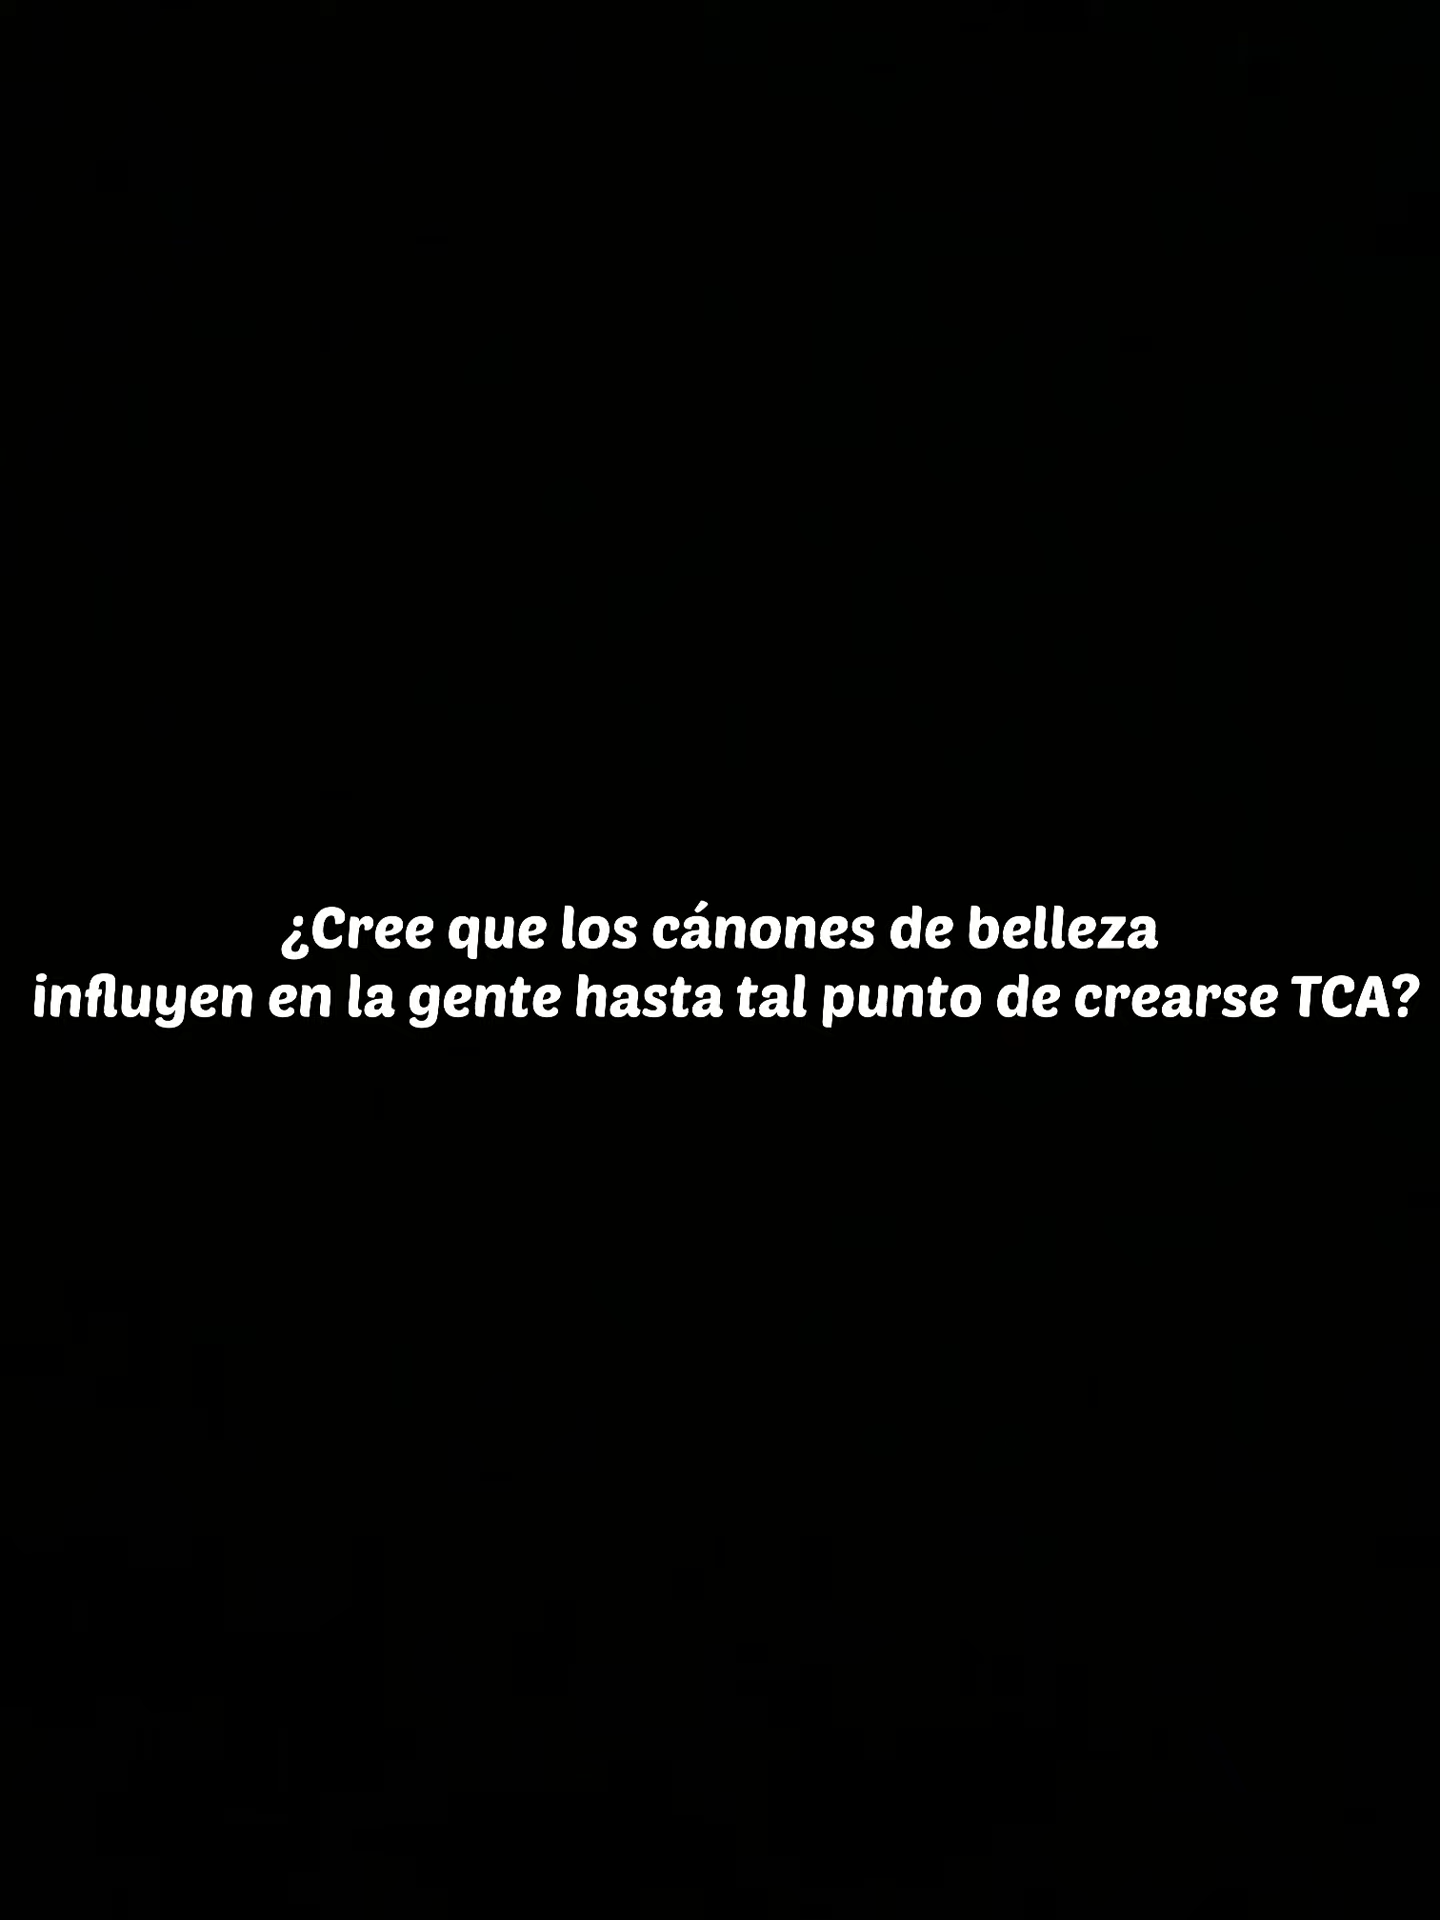 ¿Cree que los cánones de belleza
influyen en la gente hasta tal punto de crearse TCA?